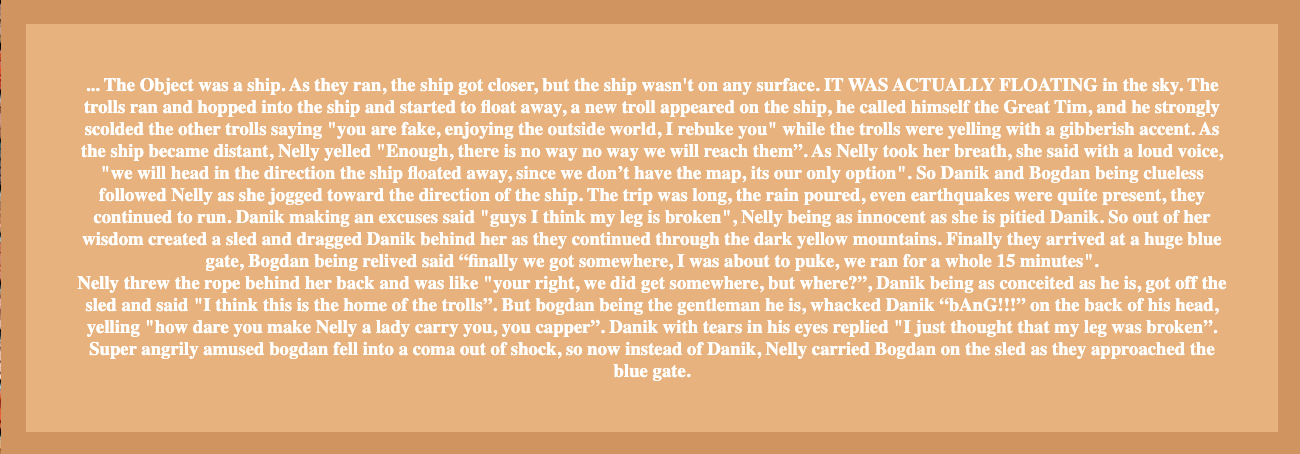 ... The Object was a ship. As they ran, the ship got closer, but the ship wasn't on any surface. IT WAS ACTUALLY FLOATING in the sky. The
trolls ran and hopped into the ship and started to float away, a new troll appeared on the ship, he called himself the Great Tim, and he strongly
scolded the other trolls saying "you are fake, enjoying the outside world, I rebuke you" while the trolls were yelling with a gibberish accent. As
the ship became distant, Nelly yelled "Enough, there is no way no way we will reach them”. As Nelly took her breath, she said with a loud voice,
"we will head in the direction the ship floated away, since we don’t have the map, its our only option". So Danik and Bogdan being clueless
followed Nelly as she jogged toward the direction of the ship. The trip was long, the rain poured, even earthquakes were quite present, they
continued to run. Danik making an excuses said "guys I think my leg is broken", Nelly being as innocent as she is pitied Danik. So out of her
wisdom created a sled and dragged Danik behind her as they continued through the dark yellow mountains. Finally they arrived at a huge blue
gate, Bogdan being relived said “finally we got somewhere, I was about to puke, we ran for a whole 15 minutes".
Nelly threw the rope behind her back and was like "your right, we did get somewhere, but where?”, Danik being as conceited as he is, got off the
sled and said "I think this is the home of the trolls”. But bogdan being the gentleman he is, whacked Danik “bAnG!!!” on the back of his head,
yelling "how dare you make Nelly a lady carry you, you capper”. Danik with tears in his eyes replied "I just thought that my leg was broken”.
Super angrily amused bogdan fell into a coma out of shock, so now instead of Danik, Nelly carried Bogdan on the sled as they approached the
blue gate.